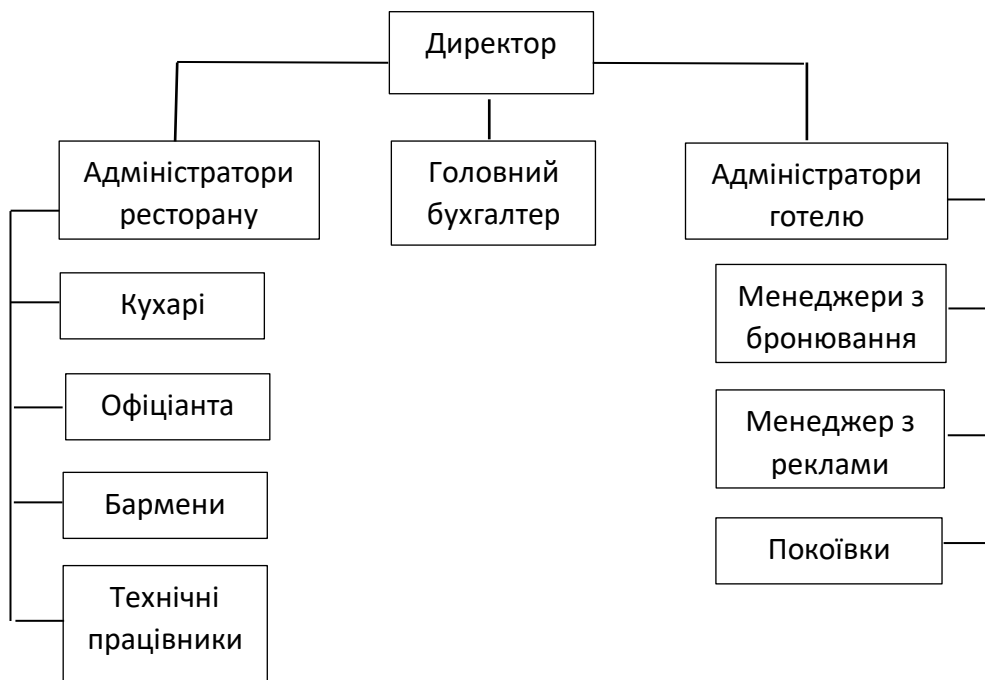 Директор
Адміністратори
ресторану
Головний
бухгалтер
Адміністратори
готелю
Кухарі
Офіціанта
Бармени
Технічні
працівники
Менеджери з
бронювання
Менеджер з
реклами
Покоївки